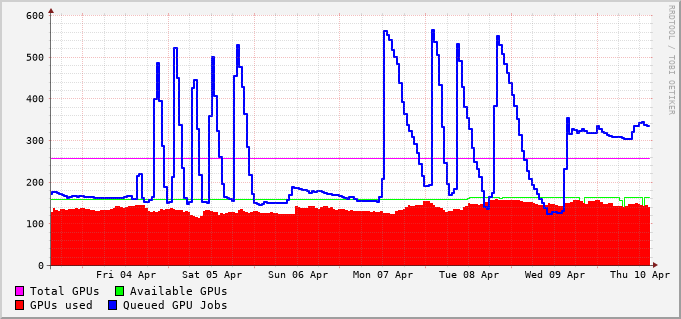 600
500
400
300
200
100
0
Fri 04 Apr Sat 05 Apr Sun 06 Apr Mon 07 Apr Tue 08 Apr Wed 09 Apr Thu 10 Apr
Total GPUs Available GPUs
GPUs used Queued GPU Jobs
RRDTOOL / TOBI OETIKER